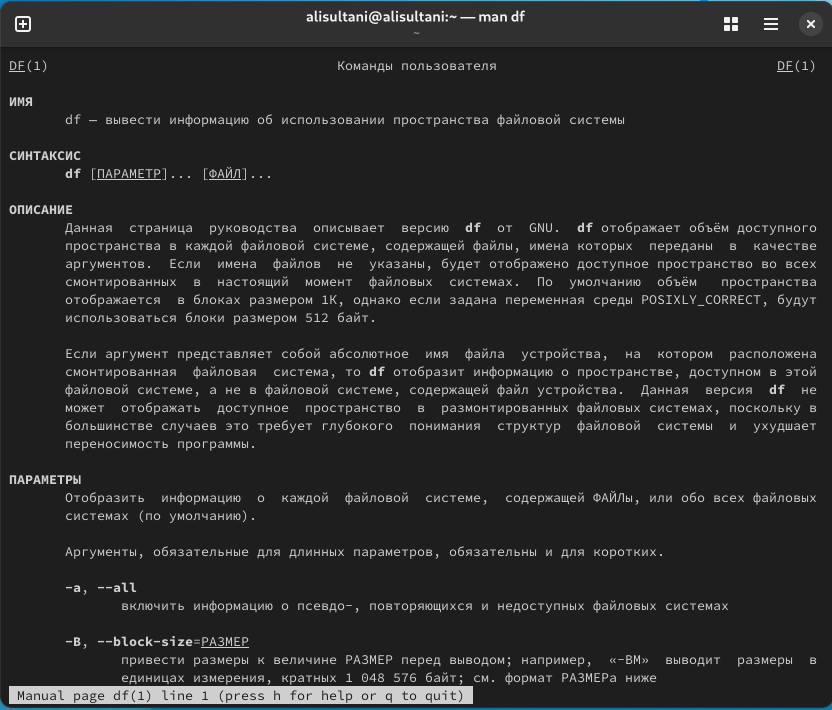 alisultani@alisultani:~ — man df
~
DF(1) Команды пользователя DF(1)
ИМЯ
df — вывести информацию об использовании пространства файловой системы
СИНТАКСИС
df [ПАРАМЕТР]... [ФАЙЛ]...
ОПИСАНИЕ
Данная страница руководства описывает версию df от GNU. df отображает объём доступного
пространства в каждой файловой системе, содержащей файлы, имена которых переданы в качестве
аргументов. Если имена файлов не указаны, будет отображено доступное пространство во всех
смонтированных в настоящий момент файловых системах. По умолчанию объём пространства
отображается в блоках размером 1K, однако если задана переменная среды POSIXLY_CORRECT, будут
использоваться блоки размером 512 байт.
Если аргумент представляет собой абсолютное имя файла устройства, на котором расположена
смонтированная файловая система, то df отобразит информацию о пространстве, доступном в этой
файловой системе, а не в файловой системе, содержащей файл устройства. Данная версия df не
может отображать доступное пространство в размонтированных файловых системах, поскольку в
большинстве случаев это требует глубокого понимания структур файловой системы и ухудшает
переносимость программы.
ПАРАМЕТРЫ
Отобразить информацию о каждой файловой системе, содержащей ФАЙЛы, или обо всех файловых
системах (по умолчанию).
Аргументы, обязательные для длинных параметров, обязательны и для коротких.
-a, --all
включить информацию о псевдо-, повторяющихся и недоступных файловых системах
-B, --block-size=РАЗМЕР
привести размеры к величине РАЗМЕР перед выводом; например, «-BM» выводит размеры в
единицах измерения, кратных 1 048 576 байт; см. формат РАЗМЕРа ниже
Manual page df(1) line 1 (press h for help or q to quit)